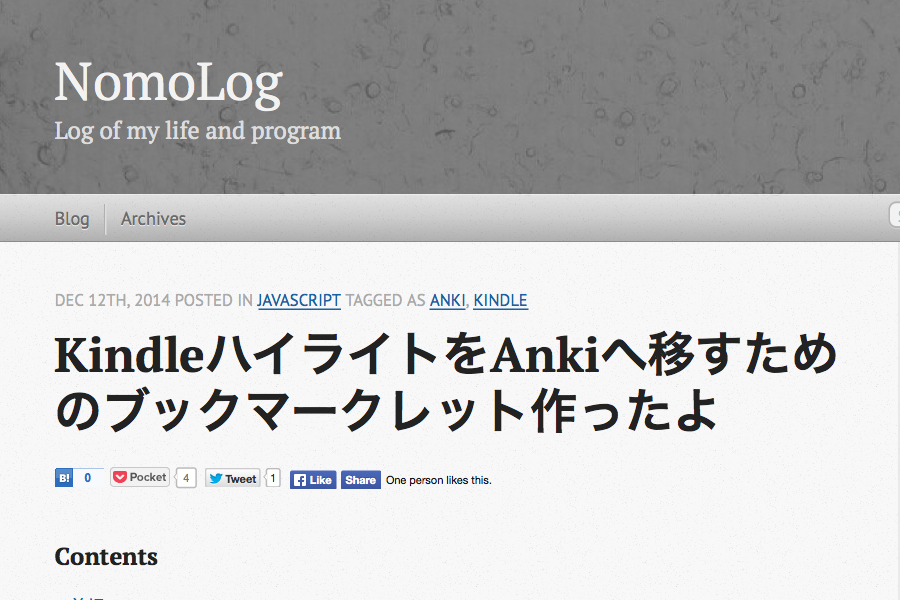 NomoLog
Log of my life and program
Blog
Archives
DEC 12TH, 2014 POSTED IN JAVASCRIPT TAGGED AS ANKI, KINDLE
KindleハイライトをAnkiへ移すため
のブックマークレット作ったよ
B! 0 Pocket 4 Tweet 1 Like Share One person likes this.
Contents